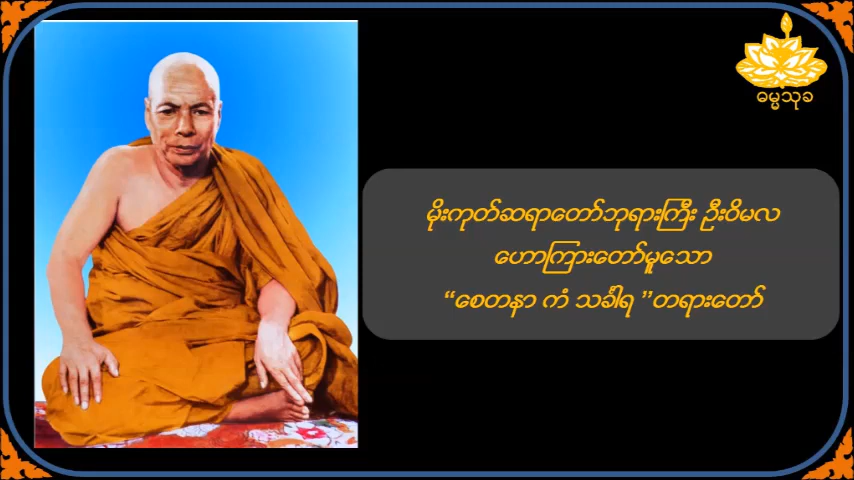 ဓမ္မသုခ
မိုးကုတ်ဆရာတော်ဘုရားကြီး ဦးဝိမလ
ဟောကြားတော်မူသော
“စေတနာ ကံ သင်္ခါရ ”တရားတော်